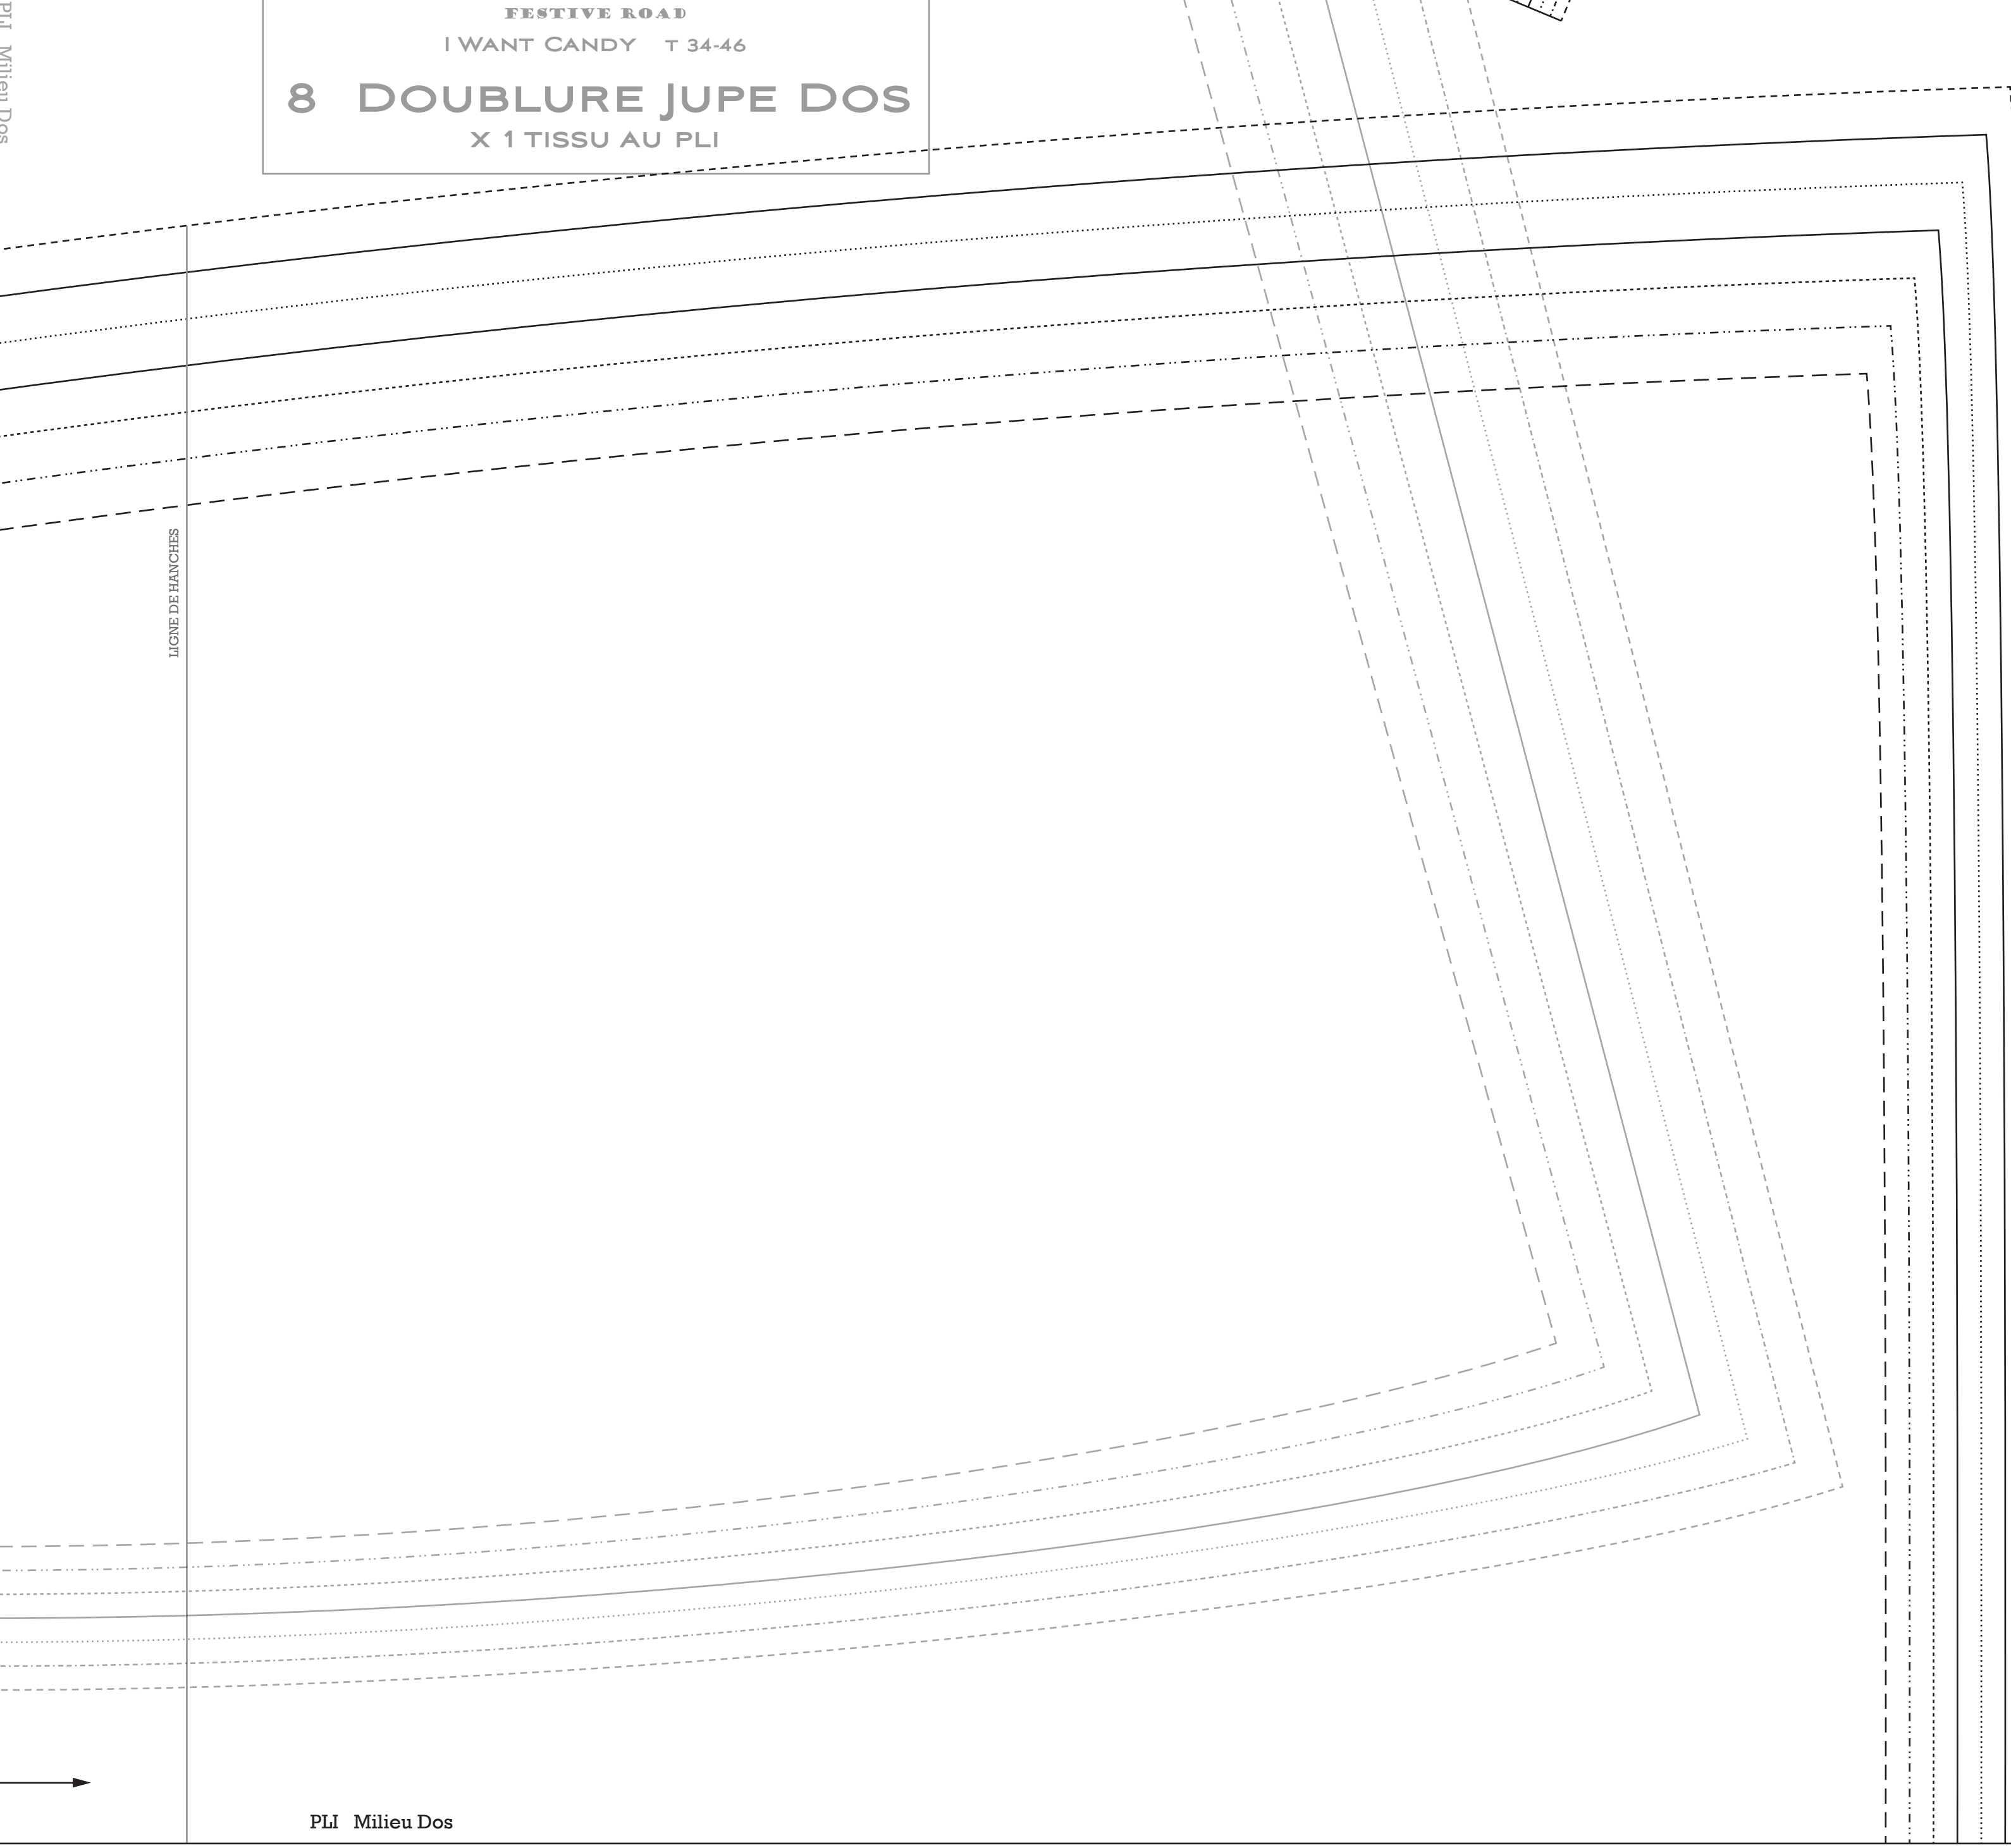 PLI Milieu Dos
FESTIVE ROAD
I WANT CANDY T 34-46
8 DOUBLURE JUPE DOS
X 1 TISSU AU PLI
LIGNE DE HANCHES
PLI Milieu Dos